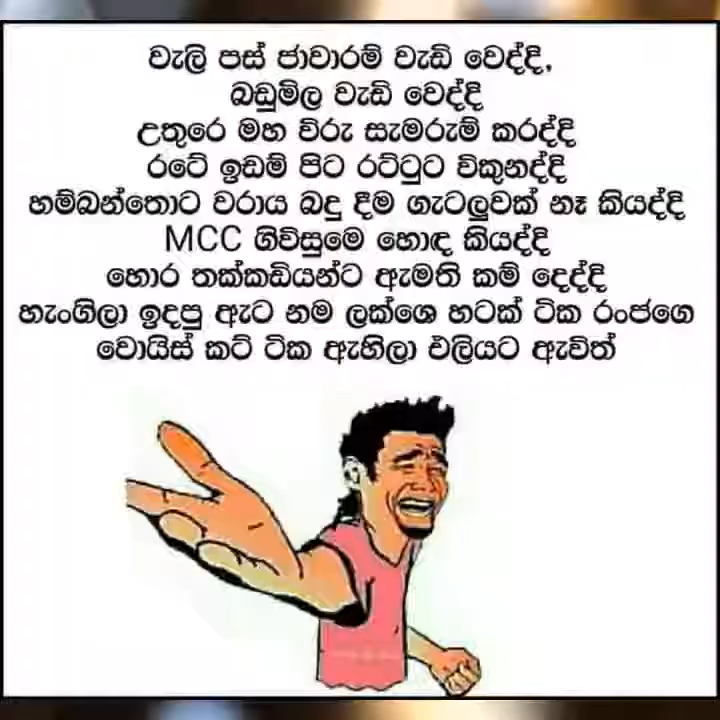 වැලි පස් ජාවාරම් වැඩි වෙද්දි,
බඩුමිල වැඩි වෙද්දි
උතුරෙ මහ විරු සැමරුම් කරද්දි
රටේ ඉඩම් පිට රට්ටුට විකුනද්දි
හම්බන්තොට වරාය බදු දීම ගැටලුවක් නෑ කියද්දි
MCC ගිවිසුමෙ හොඳ කියද්දි
හොර තක්කඩියන්ට ඇමති කම් දෙද්දි
හැංගිලා ඉදපු ඇට නම ලක්ශෙ හටක් ටික රංජගෙ
වොයිස් කට් ටික ඇහිලා එලියට ඇවිත්